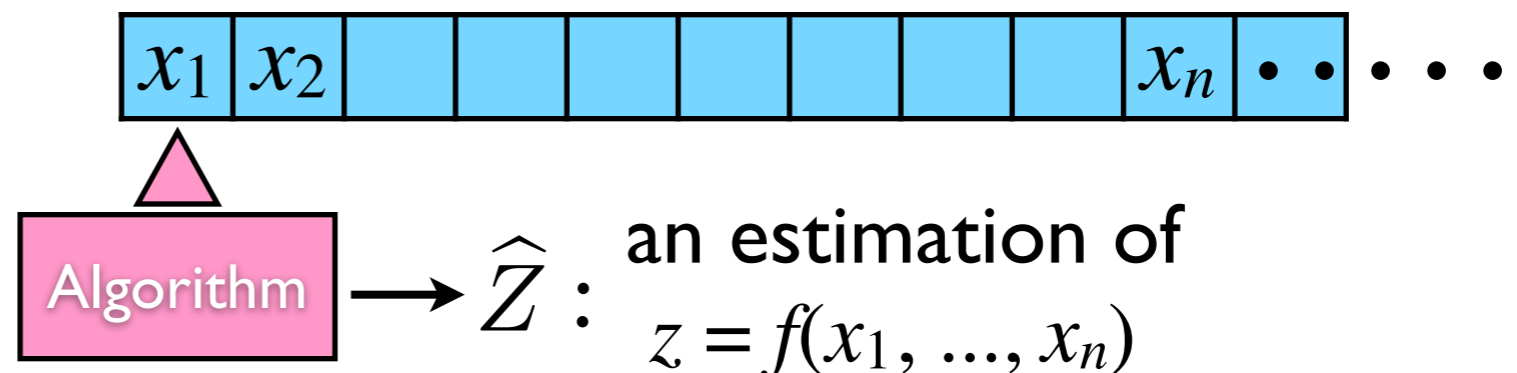 x₁ x₂ xₙ • • • • •
an estimation of
Algorithm → Ẑ :
z = f(x₁, ..., xₙ)